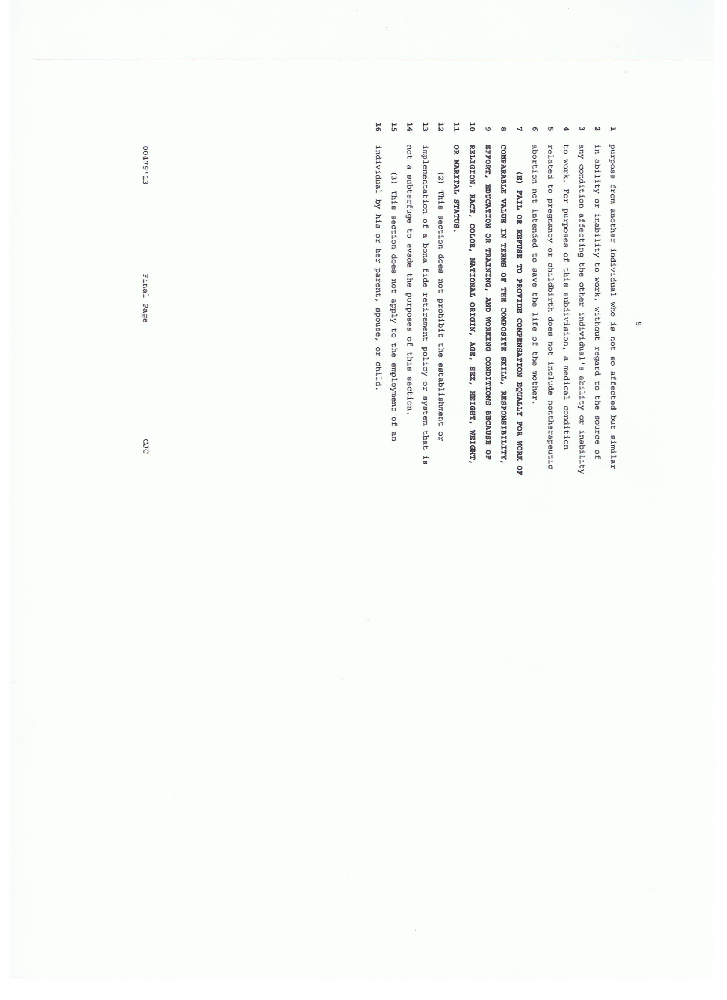 5
1 purpose from another individual who is not so affected but similar
2 in ability or inability to work, without regard to the source of
3 any condition affecting the other individual's ability or inability
4 to work. For purposes of this subdivision, a medical condition
5 related to pregnancy or childbirth does not include nontherapeutic
6 abortion not intended to save the life of the mother.
7 (E) FAIL OR REFUSE TO PROVIDE COMPENSATION EQUALLY FOR WORK OF
8 COMPARABLE VALUE IN TERMS OF THE COMPOSITE SKILL, RESPONSIBILITY,
9 EFFORT, EDUCATION OR TRAINING, AND WORKING CONDITIONS BECAUSE OF
10 RELIGION, RACE, COLOR, NATIONAL ORIGIN, AGE, SEX, HEIGHT, WEIGHT,
11 OR MARITAL STATUS.
12 (2) This section does not prohibit the establishment or
13 implementation of a bona fide retirement policy or system that is
14 not a subterfuge to evade the purposes of this section.
15 (3) This section does not apply to the employment of an
16 individual by his or her parent, spouse, or child.
00479'13 Final Page CJC